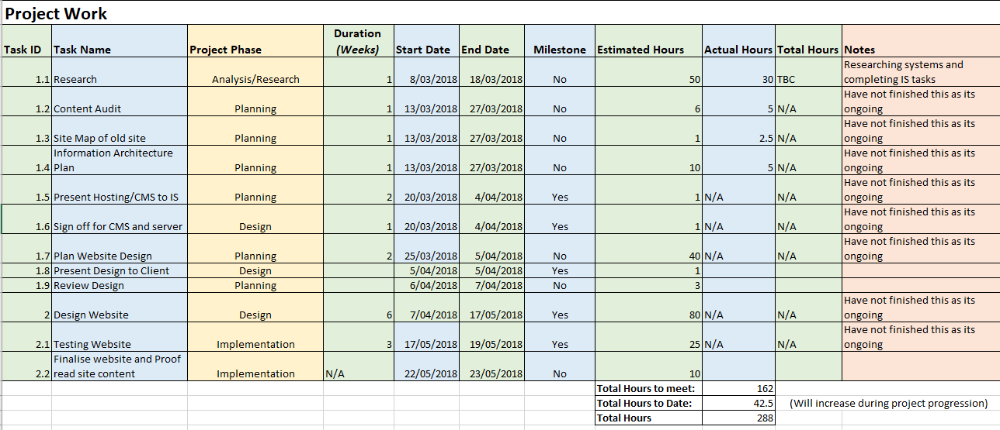 Project Work
Task ID Task Name Project Phase Duration (Weeks) Start Date End Date Milestone Estimated Hours Actual Hours Total Hours Notes
1.1 Research Analysis/Research 1 8/03/2018 18/03/2018 No 50 30 TBC Researching systems and completing IS tasks
1.2 Content Audit Planning 1 13/03/2018 27/03/2018 No 6 5 N/A Have not finished this as its ongoing
1.3 Site Map of old site Planning 1 13/03/2018 27/03/2018 No 1 2.5 N/A Have not finished this as its ongoing
1.4 Information Architecture Plan Planning 1 13/03/2018 27/03/2018 No 10 5 N/A Have not finished this as its ongoing
1.5 Present Hosting/CMS to IS Planning 2 20/03/2018 4/04/2018 Yes 1 N/A N/A Have not finished this as its ongoing
1.6 Sign off for CMS and server Design 1 20/03/2018 4/04/2018 Yes 1 N/A N/A Have not finished this as its ongoing
1.7 Plan Website Design Planning 2 25/03/2018 5/04/2018 No 40 N/A N/A Have not finished this as its ongoing
1.8 Present Design to Client Design 5/04/2018 5/04/2018 Yes 1
1.9 Review Design Planning 6/04/2018 7/04/2018 No 3
2 Design Website Design 6 7/04/2018 17/05/2018 Yes 80 N/A N/A Have not finished this as its ongoing
2.1 Testing Website Implementation 3 17/05/2018 19/05/2018 Yes 25 N/A N/A Have not finished this as its ongoing
2.2 Finalise website and Proof read site content Implementation N/A 22/05/2018 23/05/2018 No 10
Total Hours to meet: 162
Total Hours to Date: 42.5 (Will increase during project progression)
Total Hours 288